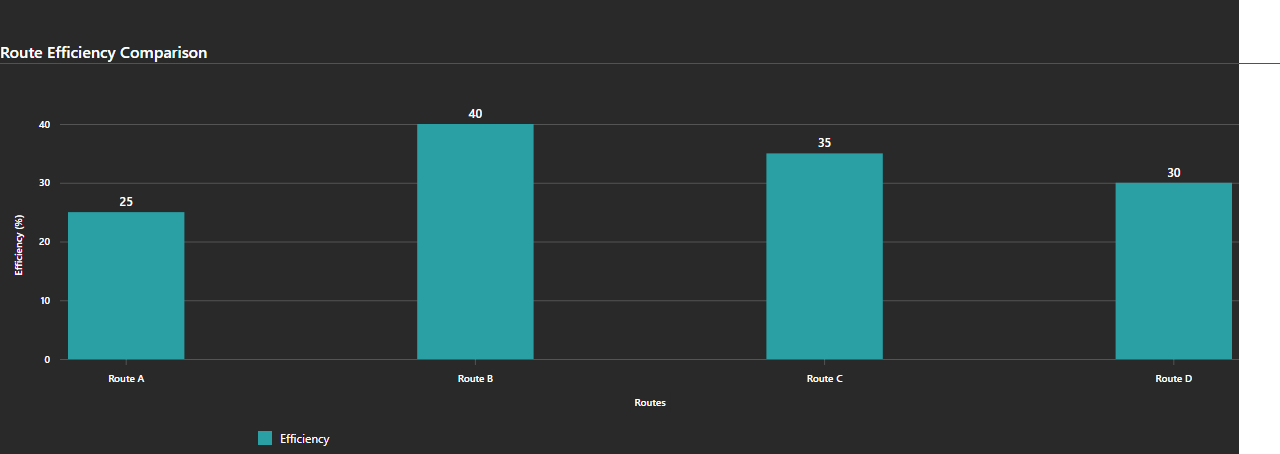 Route Efficiency Comparison
40
35
30
25
40
30
20
10
0
Efficiency (%)
Route A
Route B
Route C
Route D
Routes
Efficiency